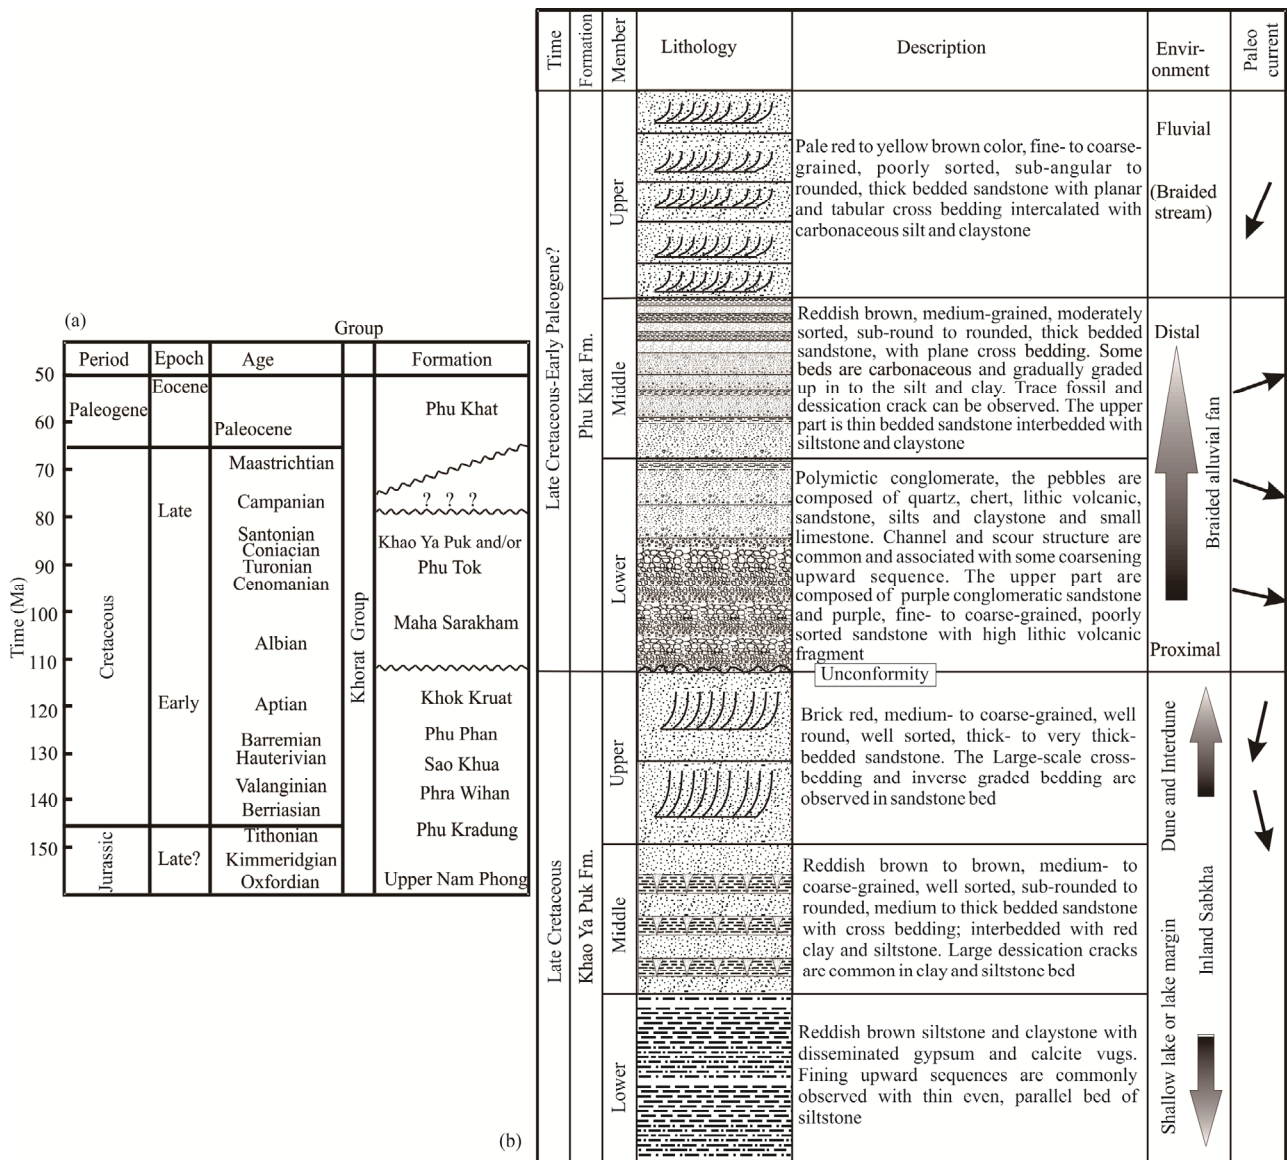 (a)
Group
Period
Epoch
Age
Formation
50
60
70
80
90
100
110
120
130
140
150
Time (Ma)
Paleogene
Cretaceous
Jurassic
Eocene
Late
Early
Late?
Paleocene
Maastrichtian
Campanian
Santonian
Coniacian
Turonian
Cenomanian
Albian
Aptian
Barremian
Hauterivian
Valanginian
Berriasian
Tithonian
Kimmeridgian
Oxfordian
Khorat Group
Phu Khat
? ? ?
Khao Ya Puk and/or
Phu Tok
Maha Sarakham
Khok Kruat
Phu Phan
Sao Khua
Phra Wihan
Phu Kradung
Upper Nam Phong
(b)
Time
Formation
Member
Lithology
Description
Envir-
onment
Paleo
current
Late Cretaceous-Early Paleogene?
Phu Khat Fm.
Upper
Pale red to yellow brown color, fine- to coarse-
grained, poorly sorted, sub-angular to
rounded, thick bedded sandstone with planar
and tabular cross bedding intercalated with
carbonaceous silt and claystone
Fluvial
(Braided
stream)
Middle
Reddish brown, medium-grained, moderately
sorted, sub-round to rounded, thick bedded
sandstone, with plane cross bedding. Some
beds are carbonaceous and gradually graded
up in to the silt and clay. Trace fossil and
dessication crack can be observed. The upper
part is thin bedded sandstone interbedded with
siltstone and claystone
Distal
Braided alluvial fan
Lower
Polymictic conglomerate, the pebbles are
composed of quartz, chert, lithic volcanic,
sandstone, silts and claystone and small
limestone. Channel and scour structure are
common and associated with some coarsening
upward sequence. The upper part are
composed of purple conglomeratic sandstone
and purple, fine- to coarse-grained, poorly
sorted sandstone with high lithic volcanic
fragment
Proximal
Unconformity
Late Cretaceous
Khao Ya Puk Fm.
Upper
Brick red, medium- to coarse-grained, well
round, well sorted, thick- to very thick-
bedded sandstone. The Large-scale cross-
bedding and inverse graded bedding are
observed in sandstone bed
Dune and Interdune
Middle
Reddish brown to brown, medium- to
coarse-grained, well sorted, sub-rounded to
rounded, medium to thick bedded sandstone
with cross bedding; interbedded with red
clay and siltstone. Large dessication cracks
are common in clay and siltstone bed
Inland Sabkha
Lower
Reddish brown siltstone and claystone with
disseminated gypsum and calcite vugs.
Fining upward sequences are commonly
observed with thin even, parallel bed of
siltstone
Shallow lake or lake margin